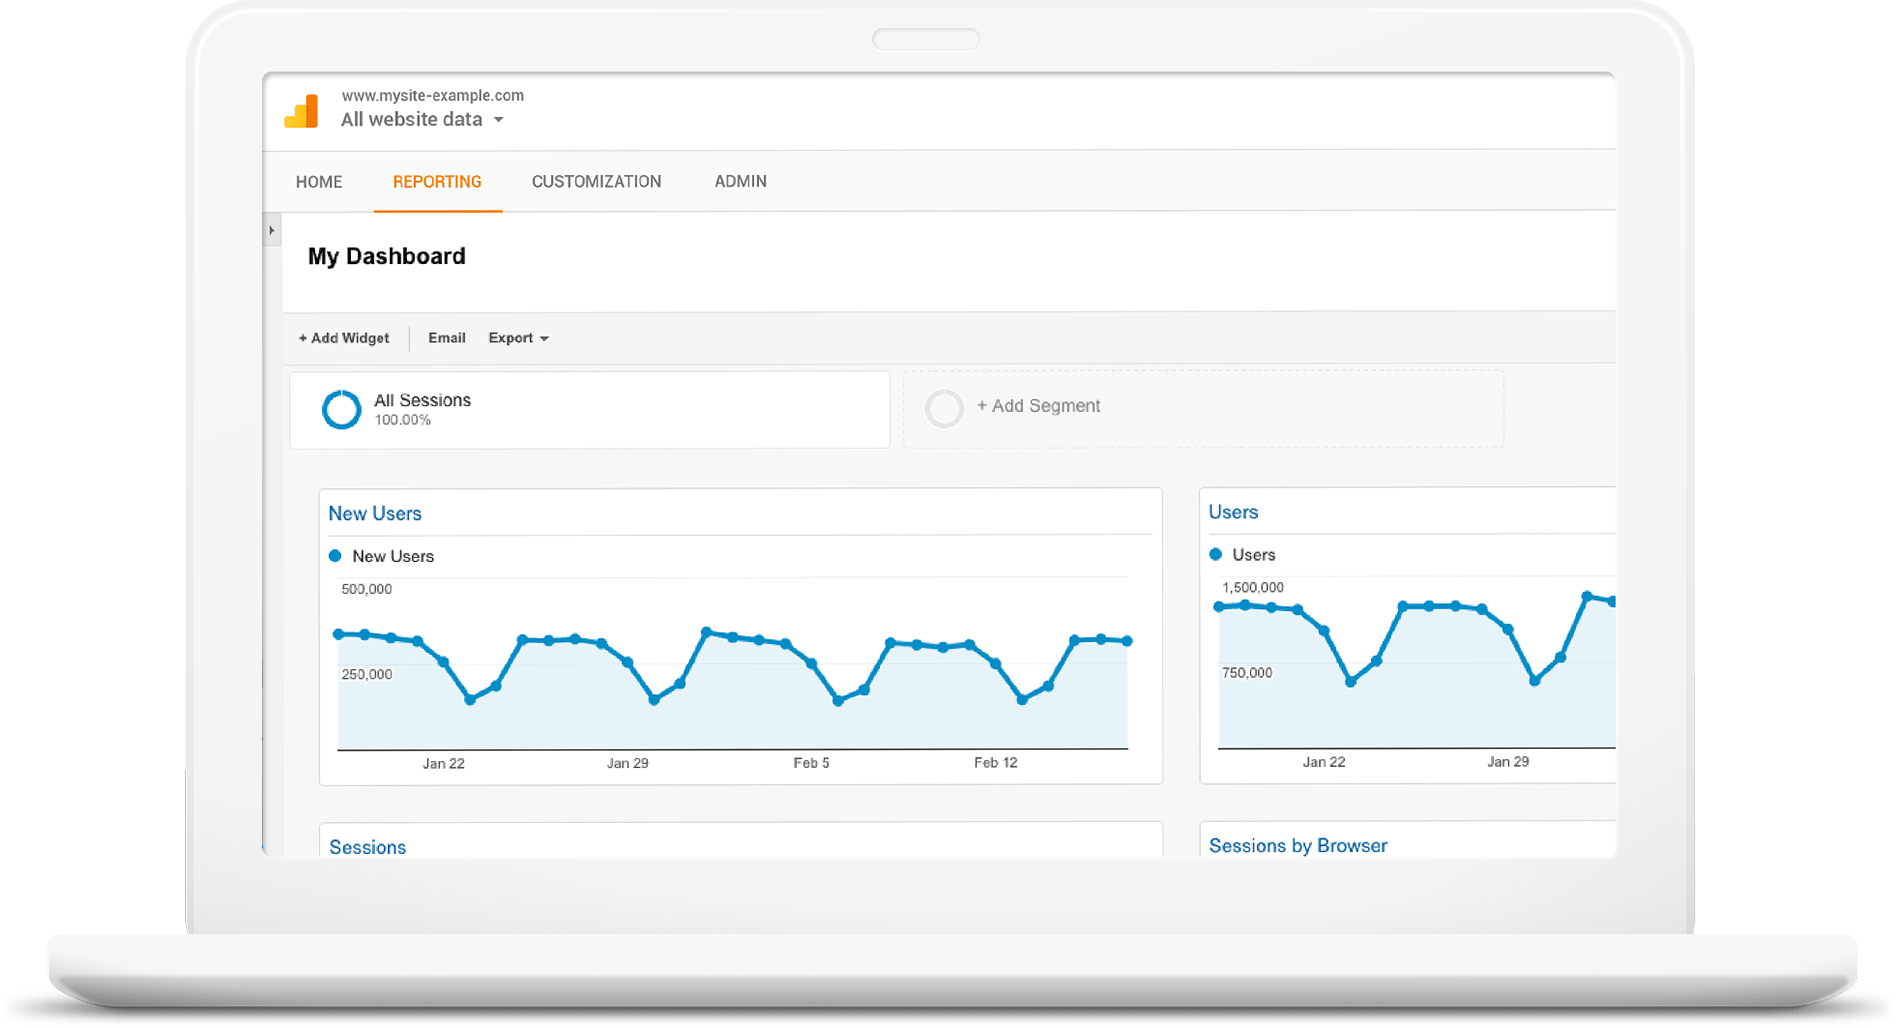 www.mysite-example.com
All website data
HOME REPORTING CUSTOMIZATION ADMIN
My Dashboard
+ Add Widget Email Export
All Sessions
100.00%
+ Add Segment
New Users
New Users
500,000
250,000
Jan 22 Jan 29 Feb 5 Feb 12
Users
Users
1,500,000
750,000
Jan 22 Jan 29
Sessions
Sessions by Browser